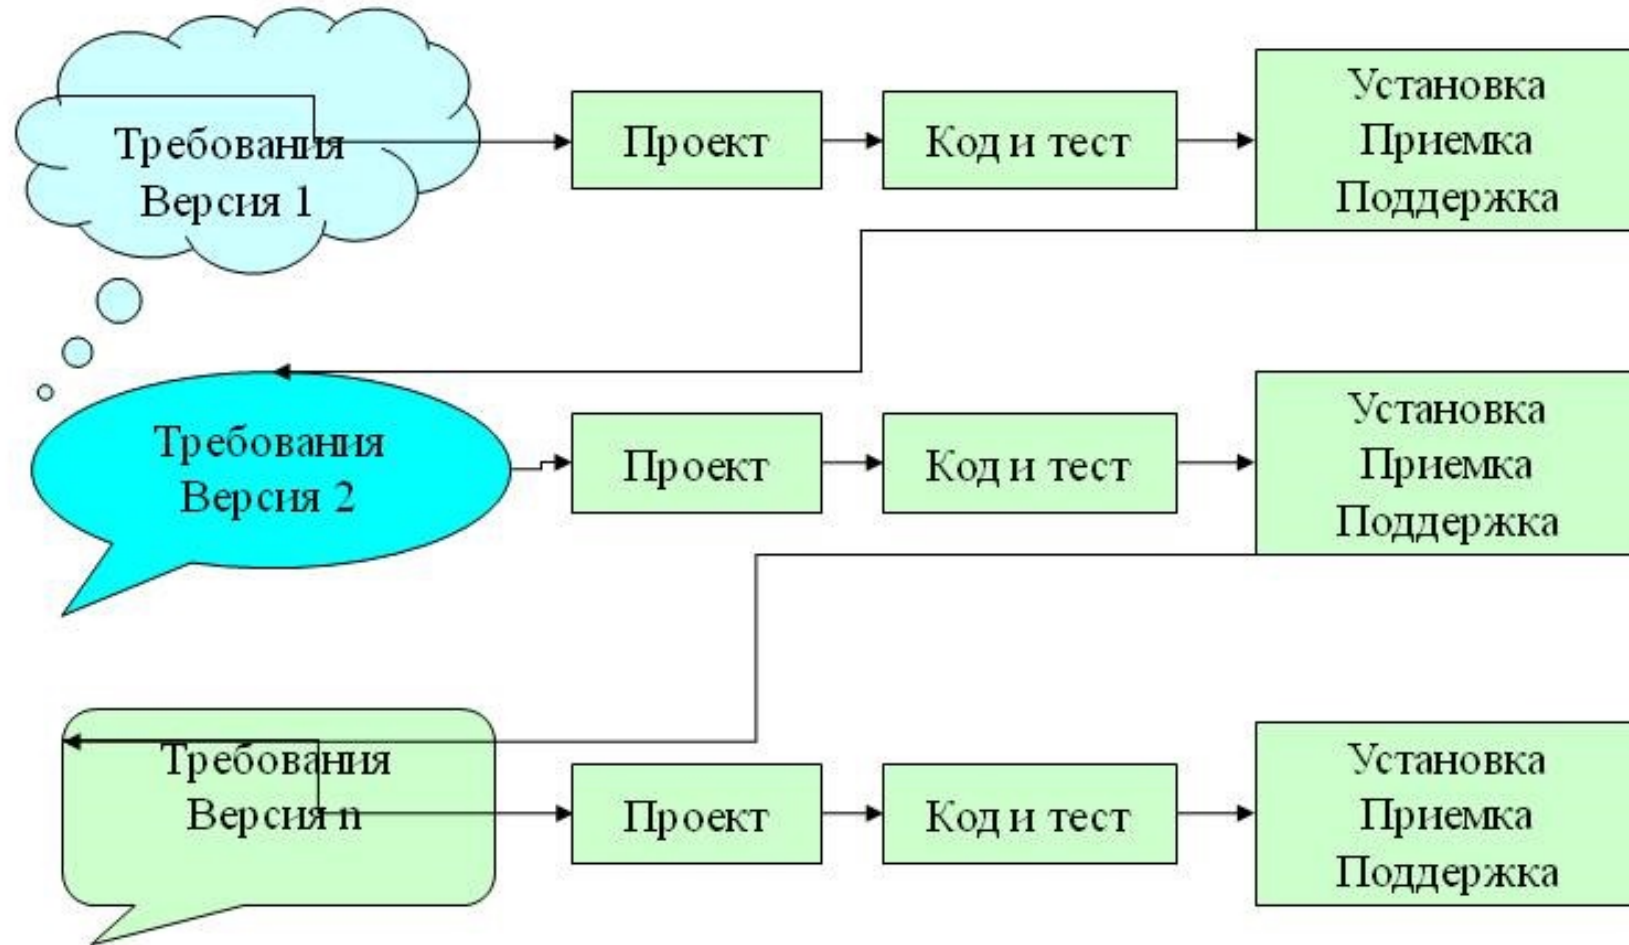 Требования
Версия 1
Проект
Код и тест
Установка
Приемка
Поддержка
Требования
Версия 2
Проект
Код и тест
Установка
Приемка
Поддержка
Требования
Версия n
Проект
Код и тест
Установка
Приемка
Поддержка